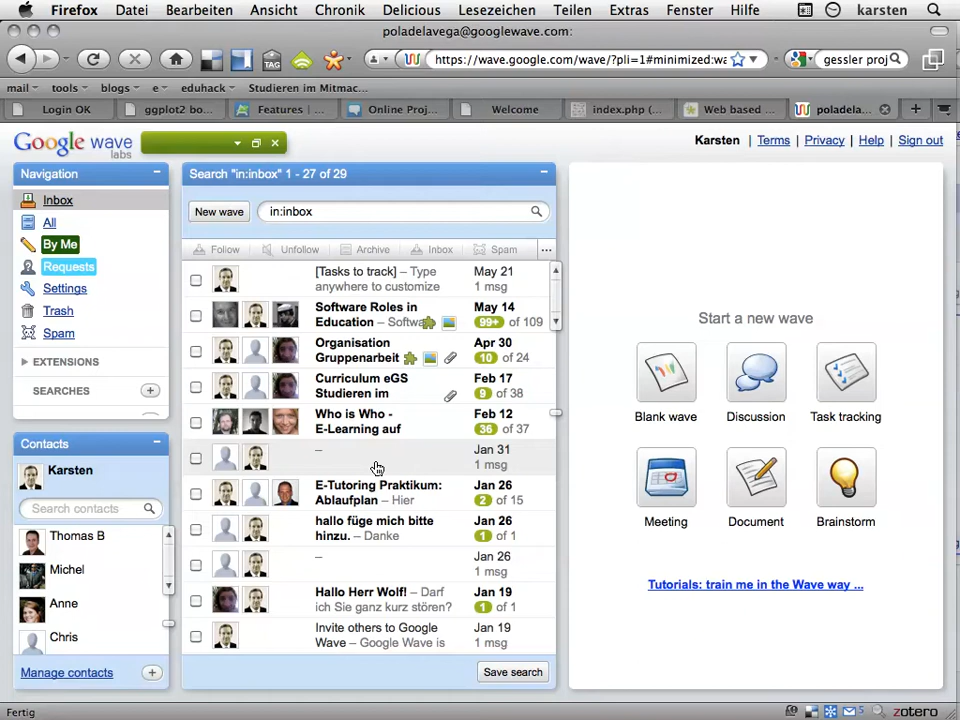 Firefox Datei Bearbeiten Ansicht Chronik Delicious Lesezeichen Teilen Extras Fenster Hilfe karsten
poladelavega@googlewave.com:
https://wave.google.com/wave/?pli=1#minimized:wa gessler proj
mail tools blogs e eduhack Studieren im Mitmac...
Login OK ggplot2 bo... Features |... Online Proj... Welcome index.php (... Web based ... poladela...
Google wave
labs
Karsten | Terms | Privacy | Help | Sign out
Navigation
Inbox
All
By Me
Requests
Settings
Trash
Spam
EXTENSIONS
SEARCHES
Contacts
Karsten
Search contacts
Thomas B
Michel
Anne
Chris
Manage contacts
Search "in:inbox" 1 - 27 of 29
New wave in:inbox
Follow Unfollow Archive Inbox Spam ...
[Tasks to track] – Type May 21
anywhere to customize 1 msg
Software Roles in May 14
Education – Softwa 99+ of 109
Organisation Apr 30
Gruppenarbeit 10 of 24
Curriculum eGS Feb 17
Studieren im 9 of 38
Who is Who - Feb 12
E-Learning auf 36 of 37
– Jan 31
1 msg
E-Tutoring Praktikum: Jan 26
Ablaufplan – Hier 2 of 15
hallo füge mich bitte Jan 26
hinzu. – Danke 1 of 1
– Jan 26
1 msg
Hallo Herr Wolf! – Darf Jan 19
ich Sie ganz kurz stören? 1 of 1
Invite others to Google Jan 19
Wave – Google Wave is 1 msg
Save search
Start a new wave
Blank wave Discussion Task tracking
Meeting Document Brainstorm
Tutorials: train me in the Wave way ...
Fertig 5 zotero